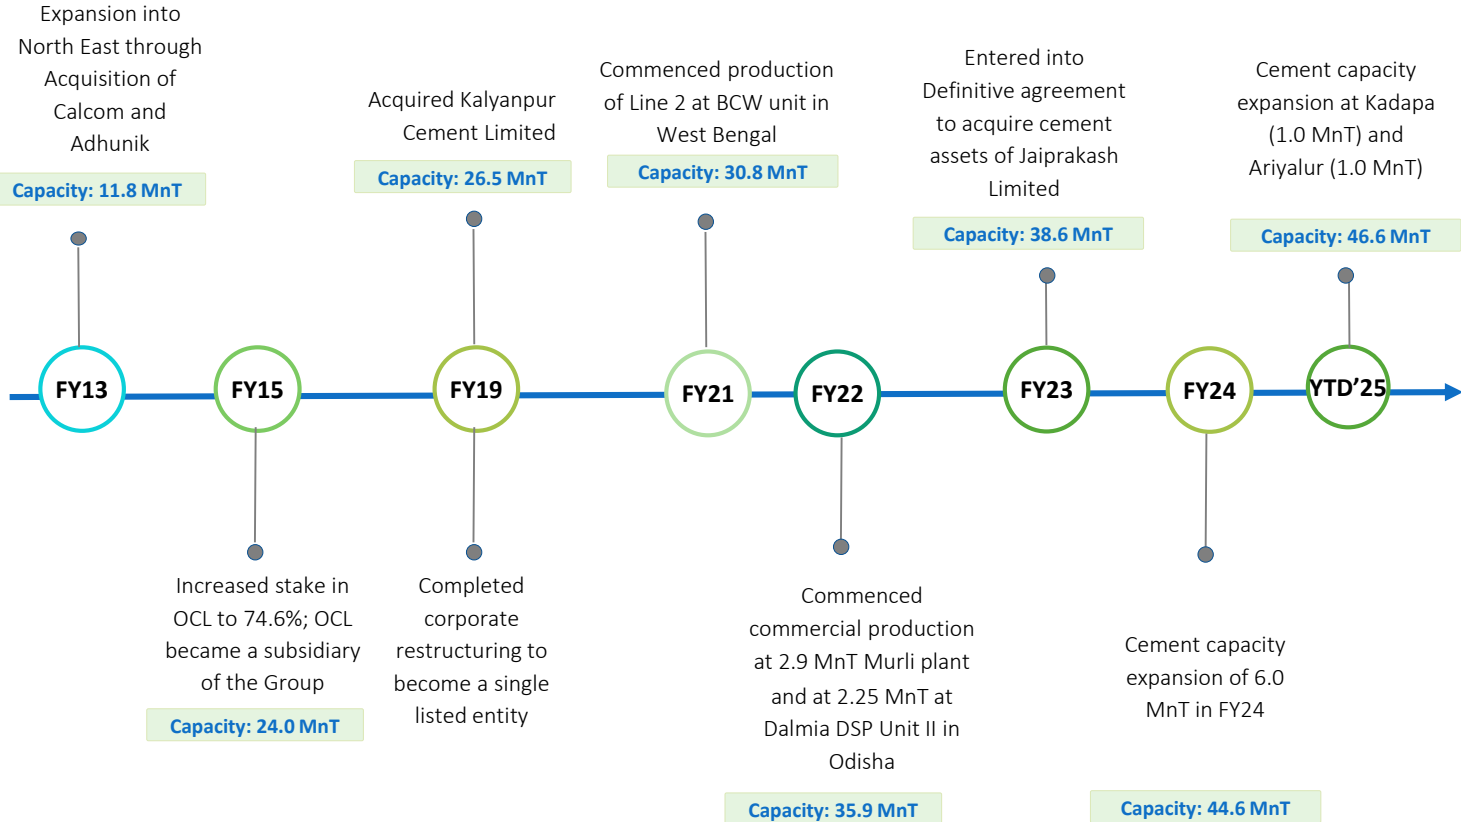 Expansion into
North East through
Acquisition of
Calcom and
Adhunik
Capacity: 11.8 MnT
Acquired Kalyanpur
Cement Limited
Capacity: 26.5 MnT
Commenced production
of Line 2 at BCW unit in
West Bengal
Capacity: 30.8 MnT
Entered into
Definitive agreement
to acquire cement
assets of Jaiprakash
Limited
Capacity: 38.6 MnT
Cement capacity
expansion at Kadapa
(1.0 MnT) and
Ariyalur (1.0 MnT)
Capacity: 46.6 MnT
FY13
FY15
FY19
FY21
FY22
FY23
FY24
YTD’25
Increased stake in
OCL to 74.6%; OCL
became a subsidiary
of the Group
Capacity: 24.0 MnT
Completed
corporate
restructuring to
become a single
listed entity
Commenced
commercial production
at 2.9 MnT Murli plant
and at 2.25 MnT at
Dalmia DSP Unit II in
Odisha
Capacity: 35.9 MnT
Cement capacity
expansion of 6.0
MnT in FY24
Capacity: 44.6 MnT